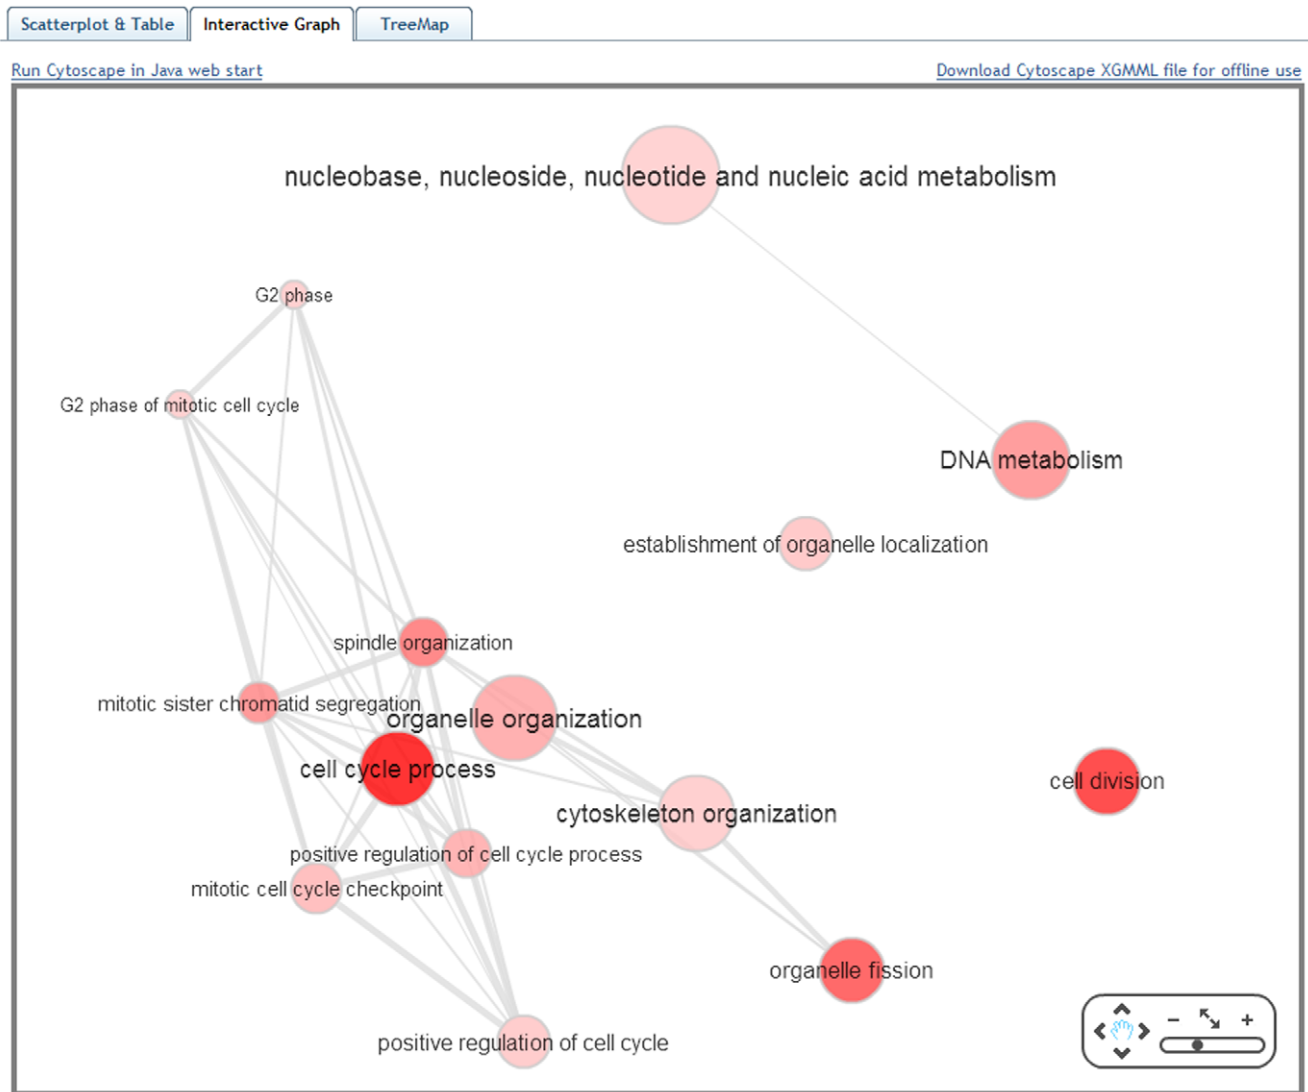 Scatterplot & Table
Interactive Graph
TreeMap
Run Cytoscape in Java web start
Download Cytoscape XGMML file for offline use
nucleobase, nucleoside, nucleotide and nucleic acid metabolism
G2 phase
G2 phase of mitotic cell cycle
DNA metabolism
establishment of organelle localization
spindle organization
mitotic sister chromatid segregation
organelle organization
cell cycle process
cell division
cytoskeleton organization
positive regulation of cell cycle process
mitotic cell cycle checkpoint
organelle fission
positive regulation of cell cycle